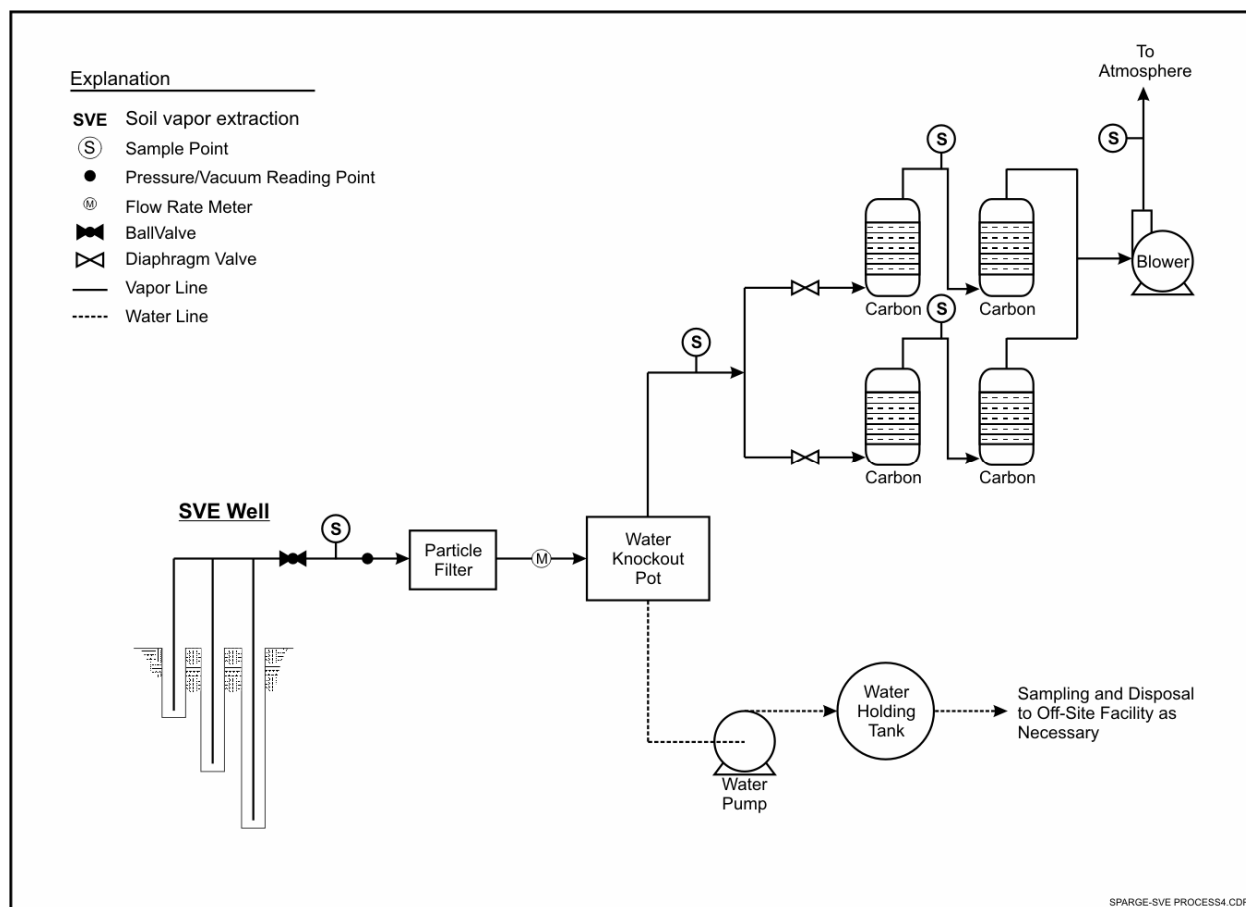 Explanation
SVE Soil vapor extraction
S Sample Point
Pressure/Vacuum Reading Point
M Flow Rate Meter
BallValve
Diaphragm Valve
Vapor Line
Water Line
To
Atmosphere
S
S
Blower
Carbon
Carbon
S
S
Carbon
Carbon
SVE Well
S
Particle
Filter
M
Water
Knockout
Pot
Water
Holding
Tank
Sampling and Disposal
to Off-Site Facility as
Necessary
Water
Pump
SPARGE-SVE PROCESS4.CDR